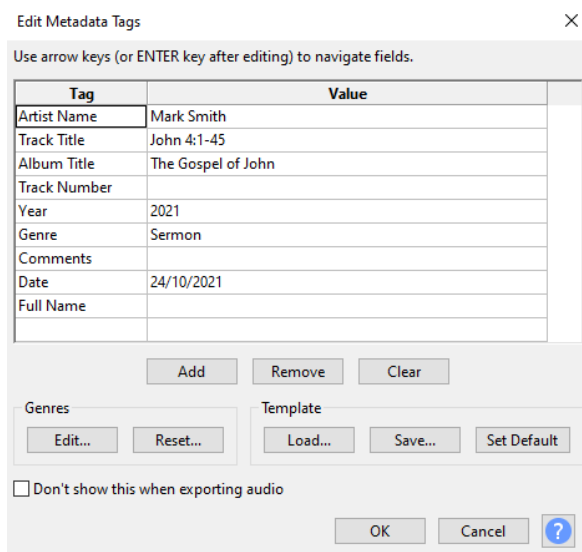 Edit Metadata Tags
Use arrow keys (or ENTER key after editing) to navigate fields.
Tag Value
Artist Name Mark Smith
Track Title John 4:1-45
Album Title The Gospel of John
Track Number
Year 2021
Genre Sermon
Comments
Date 24/10/2021
Full Name
Add Remove Clear
Genres Template
Edit... Reset... Load... Save... Set Default
Don't show this when exporting audio
OK Cancel ?